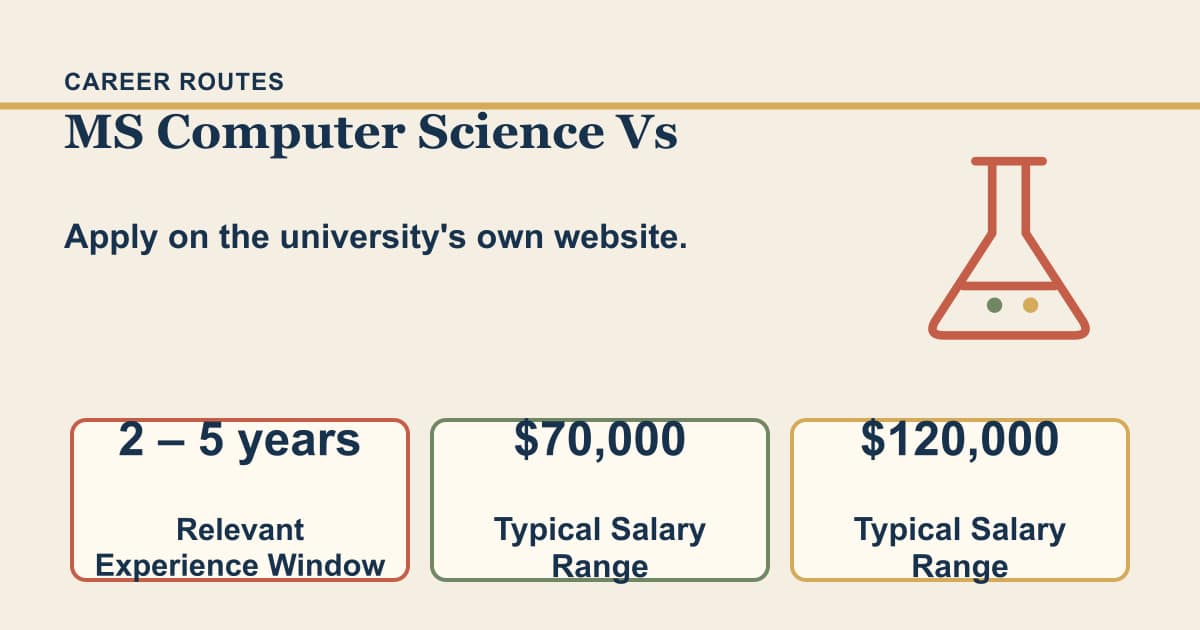 CAREER ROUTES
MS Computer Science Vs
Apply on the university's own website.
2 – 5 years
Relevant
Experience Window
$70,000
Typical Salary
Range
$120,000
Typical Salary
Range